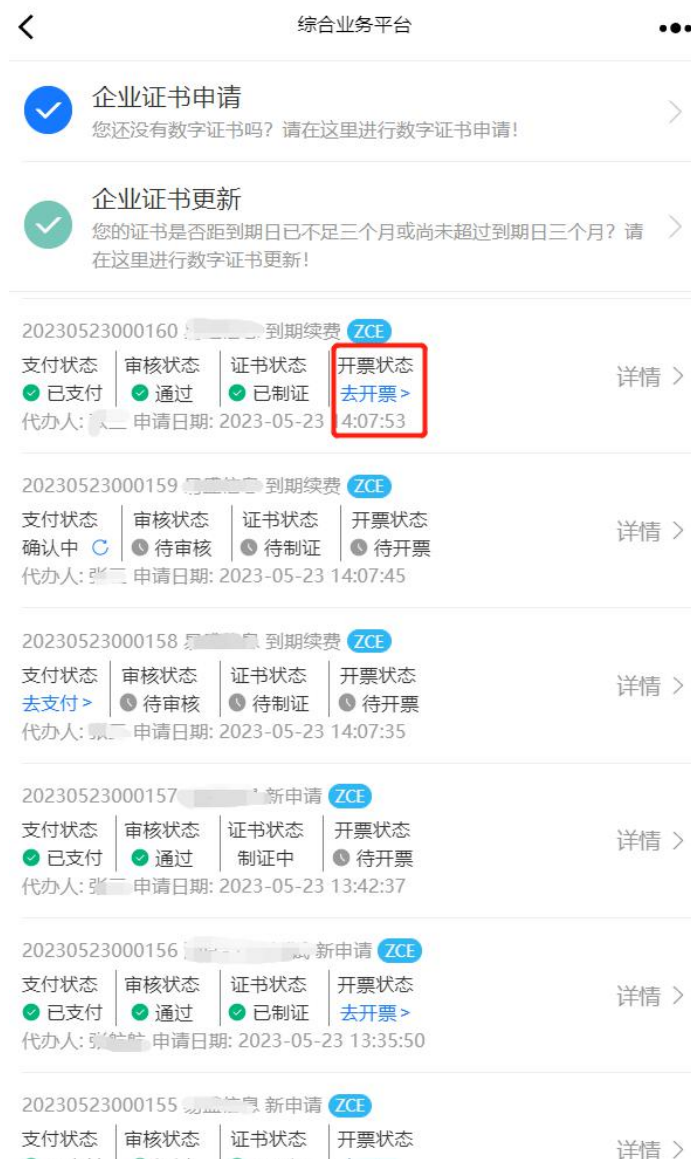 综合业务平台
企业证书申请
您还没有数字证书吗？请在这里进行数字证书申请！
企业证书更新
您的证书是否距到期日已不足三个月或尚未超过到期日三个月？请
在这里进行数字证书更新！
20230523000160 到期续费 ZCE
支付状态 审核状态 证书状态 开票状态
已支付 通过 已制证 去开票> 详情
代办人: 申请日期: 2023-05-23 14:07:53
20230523000159 到期续费 ZCE
支付状态 审核状态 证书状态 开票状态
确认中 待审核 待制证 待开票 详情
代办人: 申请日期: 2023-05-23 14:07:45
20230523000158 到期续费 ZCE
支付状态 审核状态 证书状态 开票状态
去支付> 待审核 待制证 待开票 详情
代办人: 申请日期: 2023-05-23 14:07:35
20230523000157 新申请 ZCE
支付状态 审核状态 证书状态 开票状态
已支付 通过 制证中 待开票 详情
代办人: 申请日期: 2023-05-23 13:42:37
20230523000156 新申请 ZCE
支付状态 审核状态 证书状态 开票状态
已支付 通过 已制证 去开票> 详情
代办人: 申请日期: 2023-05-23 13:35:50
20230523000155 新申请 ZCE
支付状态 审核状态 证书状态 开票状态
详情